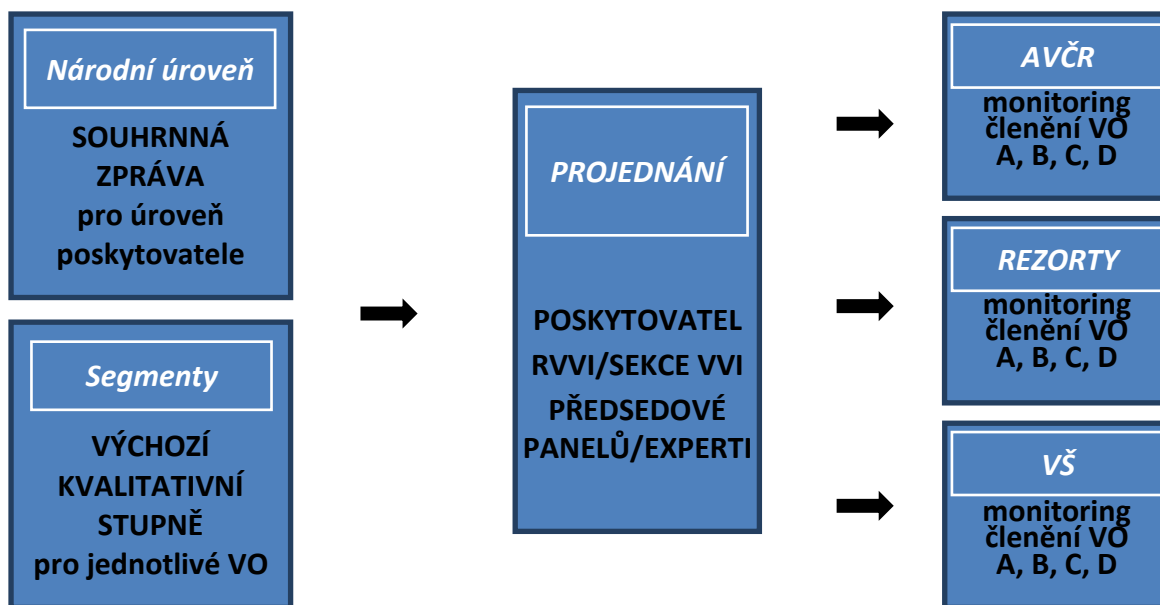 Národní úroveň
SOUHRNNÁ
ZPRÁVA
pro úroveň
poskytovatele
Segmenty
VÝCHOZÍ
KVALITATIVNÍ
STUPNĚ
pro jednotlivé VO
PROJEDNÁNÍ
POSKYTOVATEL
RVVI/SEKCE VVI
PŘEDSEDOVÉ
PANELŮ/EXPERTI
AVČR
monitoring
členění VO
A, B, C, D
REZORTY
monitoring
členění VO
A, B, C, D
VŠ
monitoring
členění VO
A, B, C, D